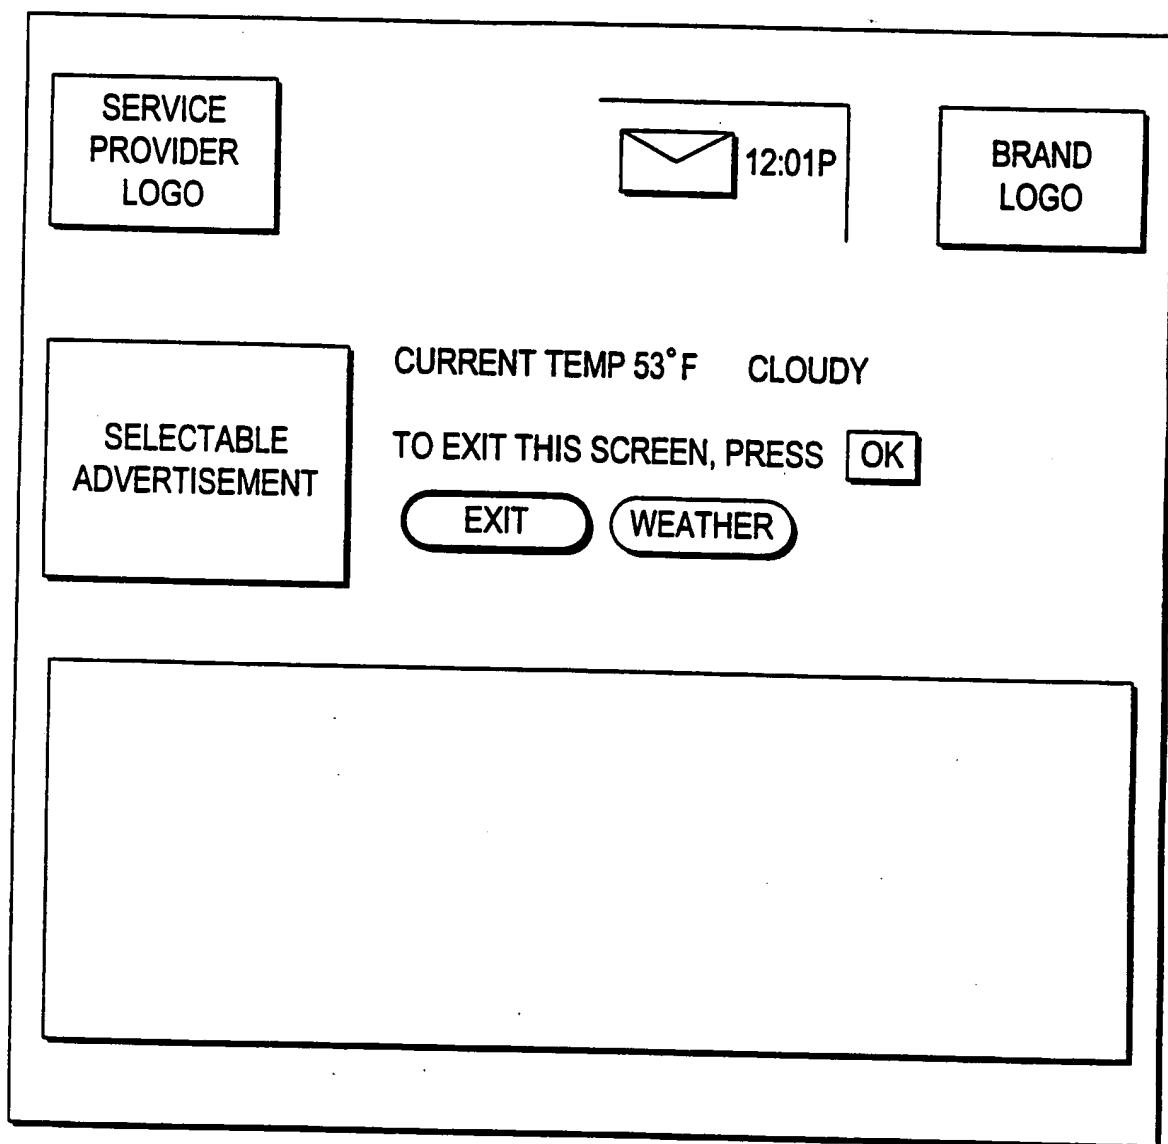 SERVICE
PROVIDER
LOGO
12:01P
BRAND
LOGO
SELECTABLE
ADVERTISEMENT
CURRENT TEMP 53°F CLOUDY
TO EXIT THIS SCREEN, PRESS OK
EXIT WEATHER